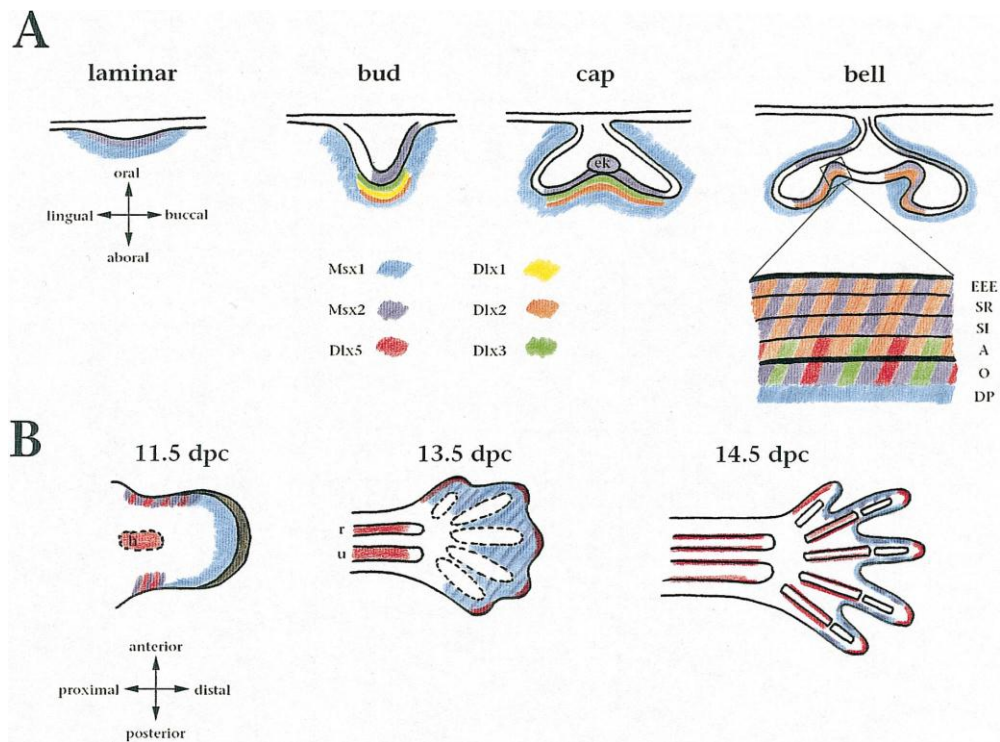 A
laminar bud cap bell
ek
oral
lingual buccal
aboral
Msx1 Dlx1
Msx2 Dlx2
Dlx5 Dlx3
EEE
SR
SI
A
O
DP
B
11.5 dpc 13.5 dpc 14.5 dpc
h
r
u
anterior
proximal distal
posterior